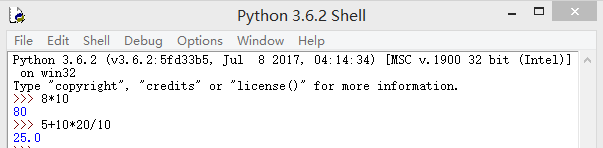 Python 3.6.2 Shell
File Edit Shell Debug Options Window Help
Python 3.6.2 (v3.6.2:5fd33b5, Jul  8 2017, 04:14:34) [MSC v.1900 32 bit (Intel)]
 on win32
Type "copyright", "credits" or "license()" for more information.
>>> 8*10
80
>>> 5+10*20/10
25.0
>>>